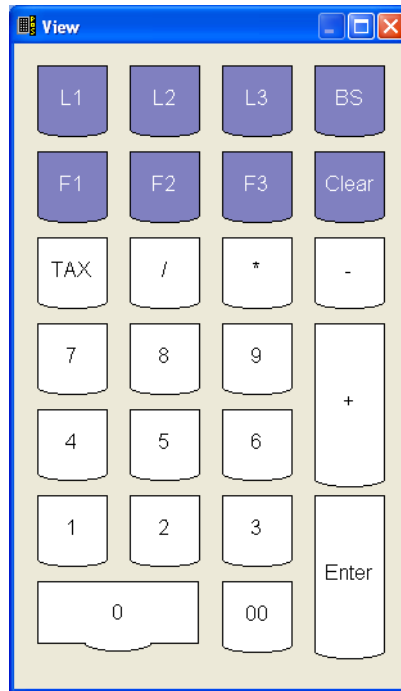 View
L1 L2 L3 BS
F1 F2 F3 Clear
TAX / * -
7 8 9
+
4 5 6
1 2 3
Enter
0 00